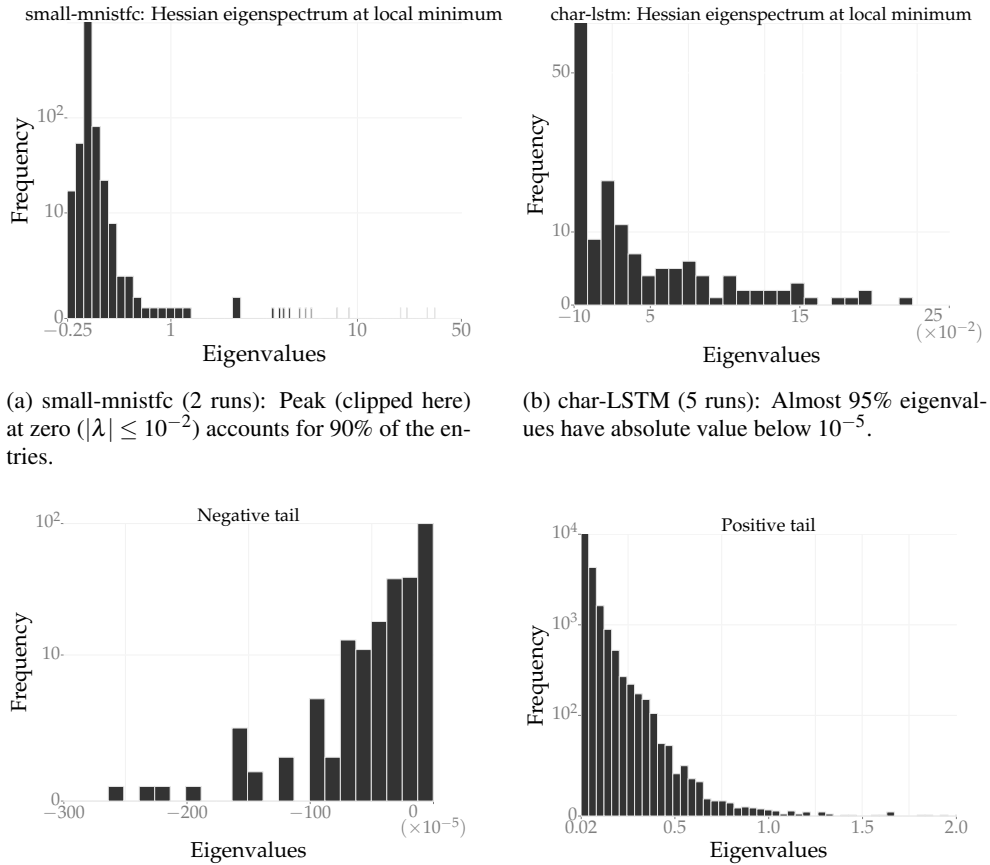 small-mnistfc: Hessian eigenspectrum at local minimum
Frequency
10²
10
0
−0.25
1
10
50
Eigenvalues
(a) small-mnistfc (2 runs): Peak (clipped here)
at zero (|λ| ≤ 10⁻²) accounts for 90% of the en-
tries.
char-lstm: Hessian eigenspectrum at local minimum
Frequency
50
10
0
−10
5
15
25
(×10⁻²)
Eigenvalues
(b) char-LSTM (5 runs): Almost 95% eigenval-
ues have absolute value below 10⁻⁵.
Negative tail
Frequency
10²
10
0
−300
−200
−100
0
(×10⁻⁵)
Eigenvalues
Positive tail
Frequency
10⁴
10³
10²
0
0.02
0.5
1.0
1.5
2.0
Eigenvalues